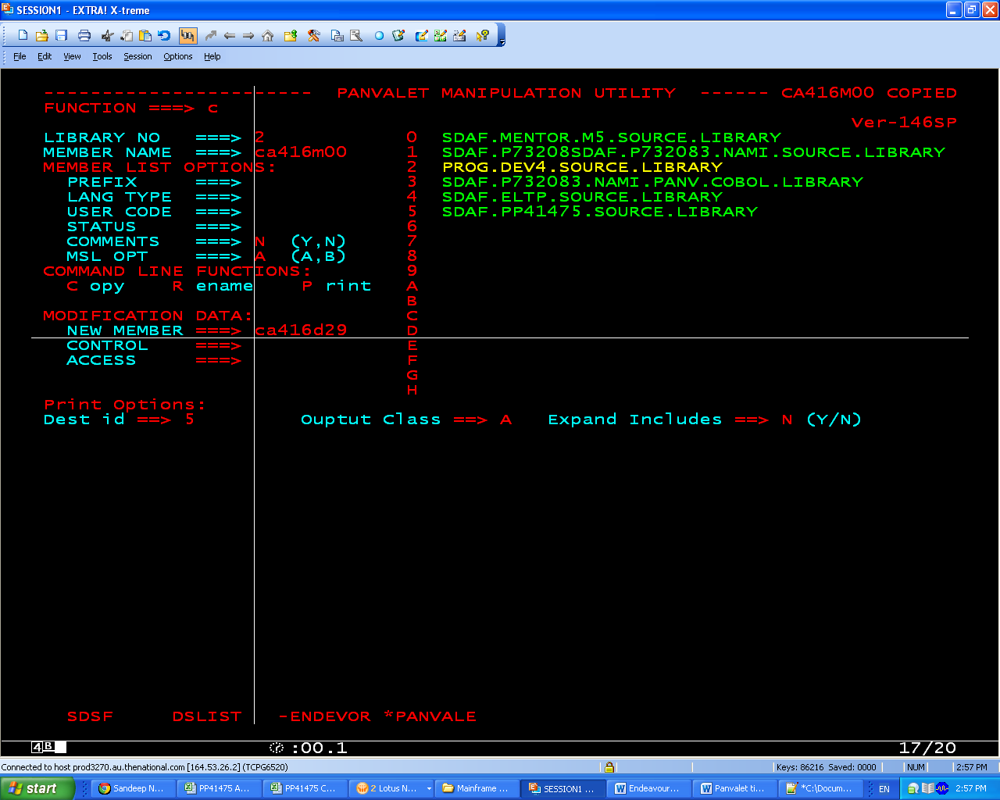 SESSION1 - EXTRA! X-treme
File Edit View Tools Session Options Help
----------------------- PANVALET MANIPULATION UTILITY ------ CA416M00 COPIED
FUNCTION ===> c
Ver-146SP
LIBRARY NO ===> 2 0 SDAF.MENTOR.M5.SOURCE.LIBRARY
MEMBER NAME ===> ca416m00 1 SDAF.P73208SDAF.P732083.NAMI.SOURCE.LIBRARY
MEMBER LIST OPTIONS: 2 PROG.DEV4.SOURCE.LIBRARY
PREFIX ===> 3 SDAF.P732083.NAMI.PANV.COBOL.LIBRARY
LANG TYPE ===> 4 SDAF.ELTP.SOURCE.LIBRARY
USER CODE ===> 5 SDAF.PP41475.SOURCE.LIBRARY
STATUS ===> 6
COMMENTS ===> N (Y,N) 7
MSL OPT ===> A (A,B) 8
COMMAND LINE FUNCTIONS: 9
C opy R ename P rint A
B
MODIFICATION DATA: C
NEW MEMBER ===> ca416d29 D
CONTROL ===> E
ACCESS ===> F
G
H
Print Options:
Dest id ==> 5 Ouptut Class ==> A Expand Includes ==> N (Y/N)
SDSF DSLIST -ENDEVOR *PANVALE
4B :00.1 17/20
Connected to host prod3270.au.thenational.com [164.53.26.2] (TCPG6520) Keys: 86216 Saved: 0000 NUM 2:57 PM
start Sandeep N... PP41475 A... PP41475 C... 2 Lotus N... Mainframe ... SESSION1 ... Endeavour... Panvalet ti... *C:\Docum... EN 2:57 PM